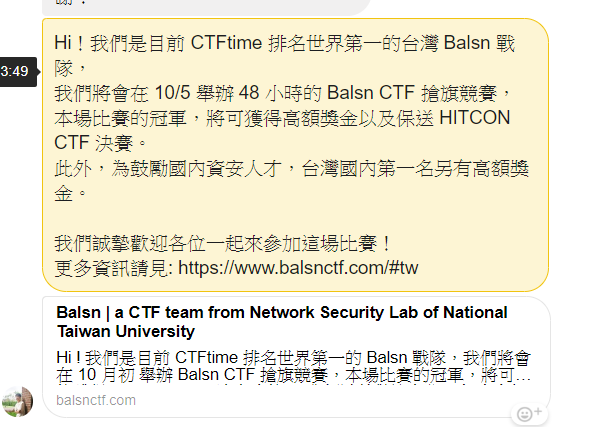 謝！
3:49
Hi！我們是目前 CTFtime 排名世界第一的台灣 Balsn 戰
隊，
我們將會在 10/5 舉辦 48 小時的 Balsn CTF 搶旗競賽，
本場比賽的冠軍，將可獲得高額獎金以及保送 HITCON
CTF 決賽。
此外，為鼓勵國內資安人才，台灣國內第一名另有高額獎
金。
我們誠摯歡迎各位一起來參加這場比賽！
更多資訊請見: https://www.balsnctf.com/#tw
Balsn | a CTF team from Network Security Lab of National
Taiwan University
Hi ! 我們是目前 CTFtime 排名世界第一的 Balsn 戰隊，我們將會
在 10 月初 舉辦 Balsn CTF 搶旗競賽，本場比賽的冠軍，將可…
balsnctf.com